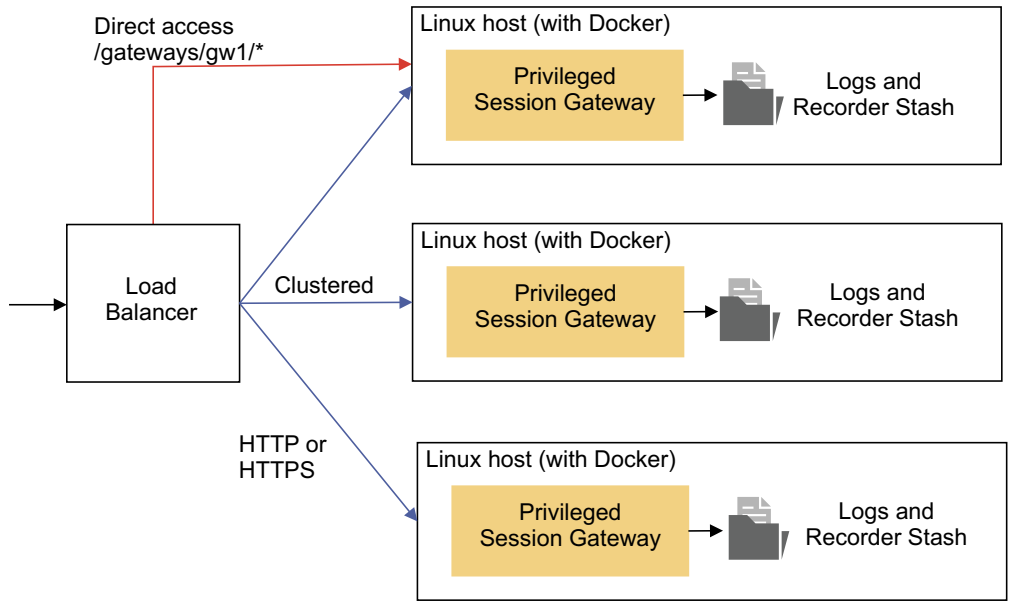 Direct access
/gateways/gw1/*
Linux host (with Docker)
Privileged
Session Gateway
Logs and
Recorder Stash
Load
Balancer
Clustered
Linux host (with Docker)
Privileged
Session Gateway
Logs and
Recorder Stash
HTTP or
HTTPS
Linux host (with Docker)
Privileged
Session Gateway
Logs and
Recorder Stash